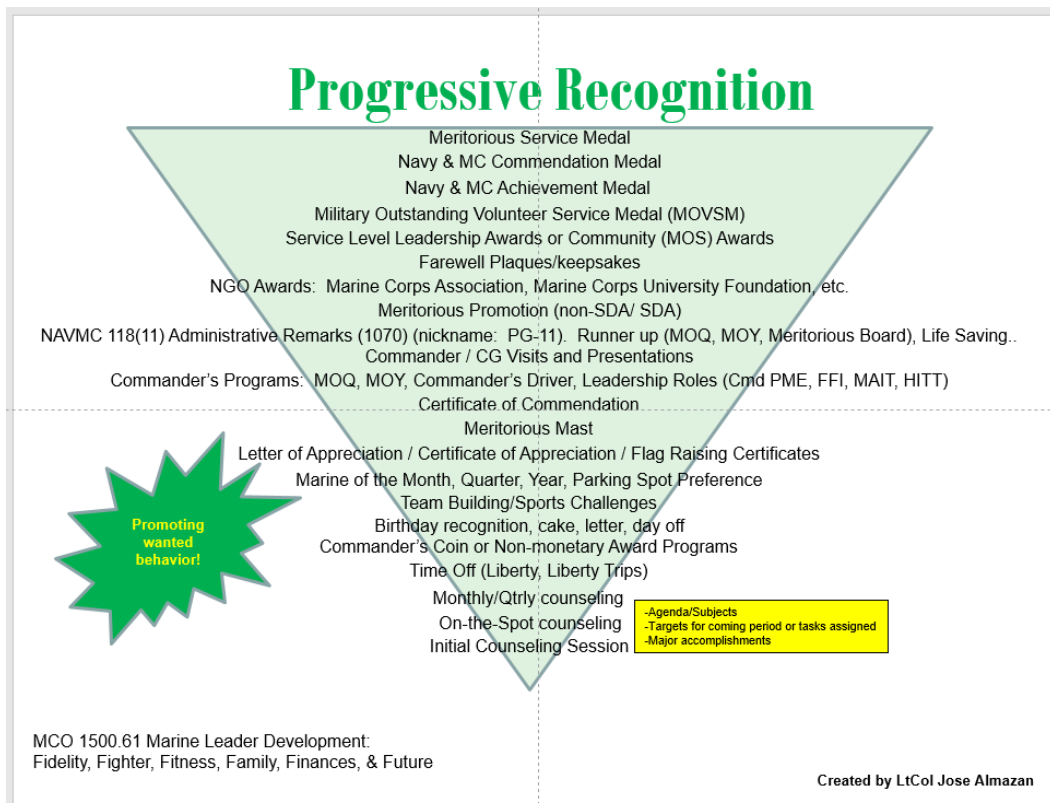 Progressive Recognition
Meritorious Service Medal
Navy & MC Commendation Medal
Navy & MC Achievement Medal
Military Outstanding Volunteer Service Medal (MOVSM)
Service Level Leadership Awards or Community (MOS) Awards
Farewell Plaques/keepsakes
NGO Awards:  Marine Corps Association, Marine Corps University Foundation, etc.
Meritorious Promotion (non-SDA/ SDA)
NAVMC 118(11) Administrative Remarks (1070) (nickname:  PG-11).  Runner up (MOQ, MOY, Meritorious Board), Life Saving..
Commander / CG Visits and Presentations
Commander's Programs:  MOQ, MOY, Commander's Driver, Leadership Roles (Cmd PME, FFI, MAIT, HITT)
Certificate of Commendation
Meritorious Mast
Letter of Appreciation / Certificate of Appreciation / Flag Raising Certificates
Marine of the Month, Quarter, Year, Parking Spot Preference
Team Building/Sports Challenges
Birthday recognition, cake, letter, day off
Commander's Coin or Non-monetary Award Programs
Time Off (Liberty, Liberty Trips)
Monthly/Qtrly counseling
On-the-Spot counseling
Initial Counseling Session
Promoting
wanted
behavior!
-Agenda/Subjects
-Targets for coming period or tasks assigned
-Major accomplishments
MCO 1500.61 Marine Leader Development:
Fidelity, Fighter, Fitness, Family, Finances, & Future
Created by LtCol Jose Almazan